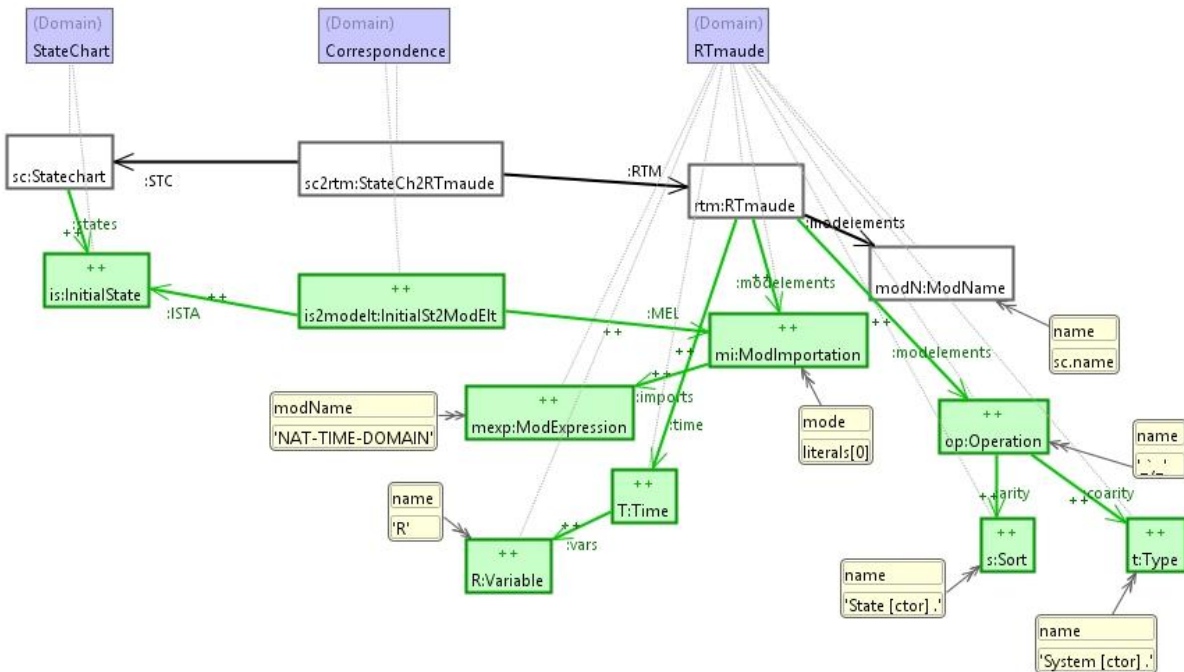 (Domain)
StateChart
(Domain)
Correspondence
(Domain)
RTmaude
sc:Statechart
:STC
sc2rtm:StateCh2RTmaude
:RTM
rtm:RTmaude
:modelements
:states
++
++
is:InitialState
++
:ISTA
++
is2modelt:InitialSt2ModElt
:MEL
++
++
:modelements
modN:ModName
name
sc.name
++
mi:ModImportation
++
++
:modelements
++
:imports
modName
'NAT-TIME-DOMAIN'
++
mexp:ModExpression
:time
mode
literals[0]
++
op:Operation
name
name
'R'
++
T:Time
++
:vars
++
R:Variable
++
:arity
++
:coarity
++
s:Sort
++
t:Type
name
'State [ctor] .'
name
'System [ctor] .'